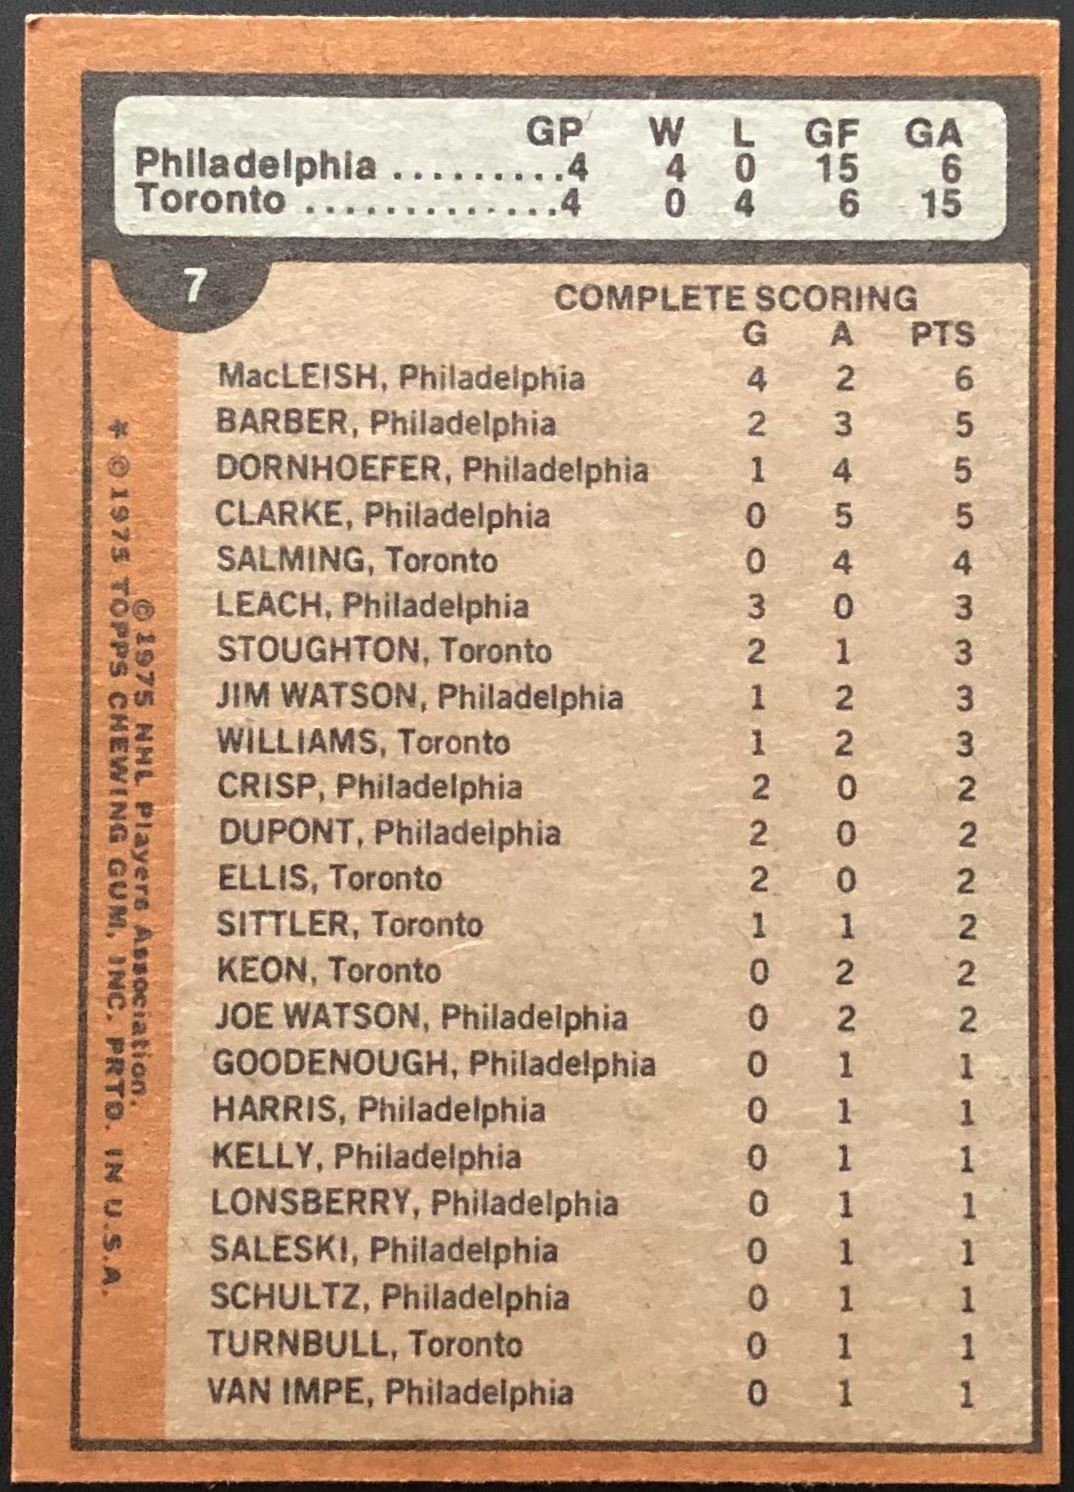 GP W L GF GA
Philadelphia .........4 4 0 15 6
Toronto .............4 0 4 6 15
7
COMPLETE SCORING
G A PTS
MacLEISH, Philadelphia 4 2 6
BARBER, Philadelphia 2 3 5
DORNHOEFER, Philadelphia 1 4 5
CLARKE, Philadelphia 0 5 5
SALMING, Toronto 0 4 4
LEACH, Philadelphia 3 0 3
STOUGHTON, Toronto 2 1 3
JIM WATSON, Philadelphia 1 2 3
WILLIAMS, Toronto 1 2 3
CRISP, Philadelphia 2 0 2
DUPONT, Philadelphia 2 0 2
ELLIS, Toronto 2 0 2
SITTLER, Toronto 1 1 2
KEON, Toronto 0 2 2
JOE WATSON, Philadelphia 0 2 2
GOODENOUGH, Philadelphia 0 1 1
HARRIS, Philadelphia 0 1 1
KELLY, Philadelphia 0 1 1
LONSBERRY, Philadelphia 0 1 1
SALESKI, Philadelphia 0 1 1
SCHULTZ, Philadelphia 0 1 1
TURNBULL, Toronto 0 1 1
VAN IMPE, Philadelphia 0 1 1
© 1975 NHL Players Association.
* © 1975 TOPPS CHEWING GUM, INC. PRTD. IN U.S.A.